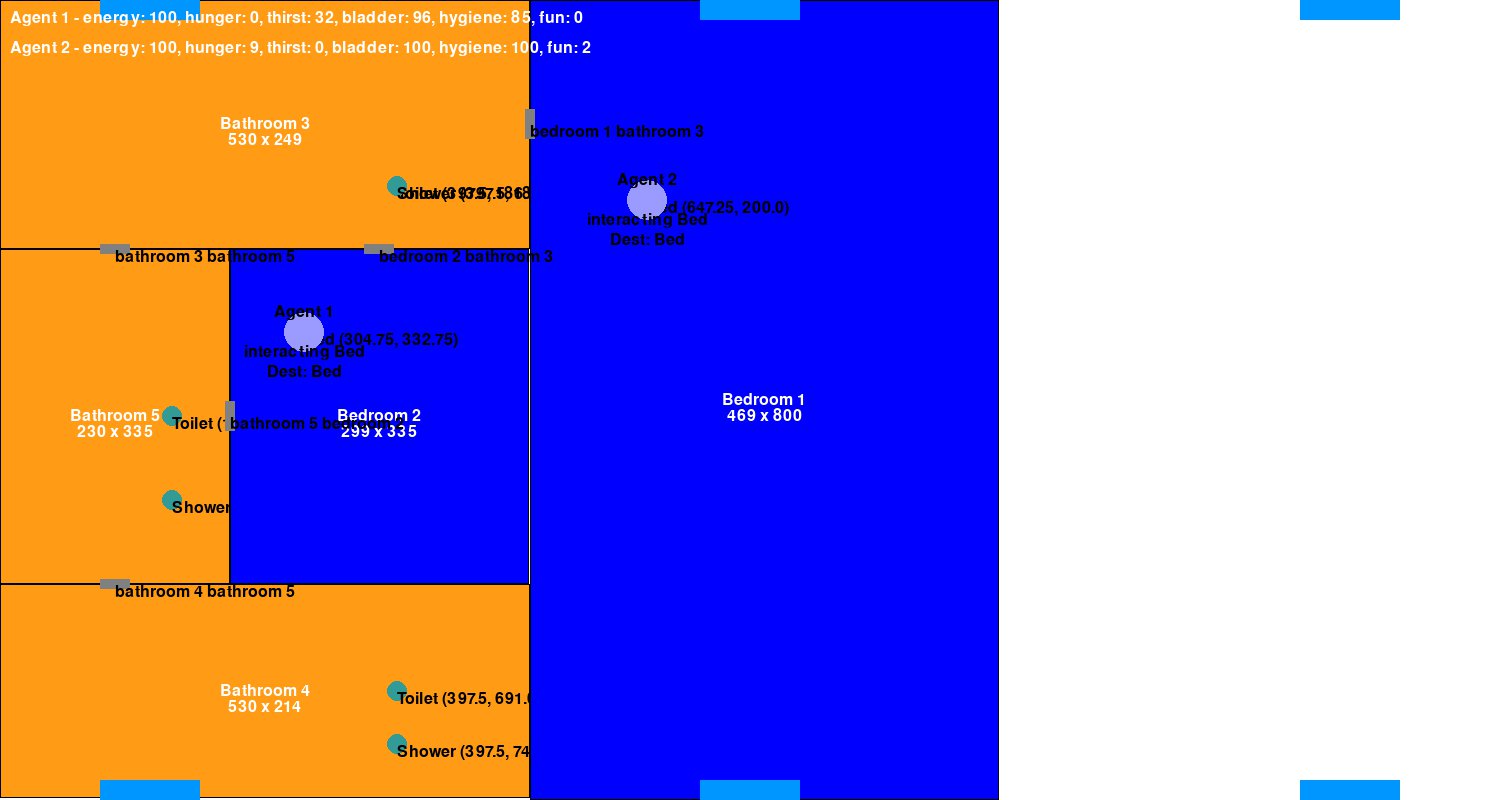 Agent 1 - energy: 100, hunger: 0, thirst: 32, bladder: 96, hygiene: 85, fun: 0
Agent 2 - energy: 100, hunger: 9, thirst: 0, bladder: 100, hygiene: 100, fun: 2
Bathroom 3
530 x 249
bedroom 1 bathroom 3
Agent 2
(647.25, 200.0)
interacting Bed
Dest: Bed
bathroom 3 bathroom 5
bedroom 2 bathroom 3
Agent 1
(304.75, 332.75)
interacting Bed
Dest: Bed
Bathroom 5
230 x 335
Toilet
bathroom 5
Bedroom 2
299 x 335
Bedroom 1
469 x 800
Shower
bathroom 4 bathroom 5
Bathroom 4
530 x 214
Toilet (397.5, 691.
Shower (397.5, 74